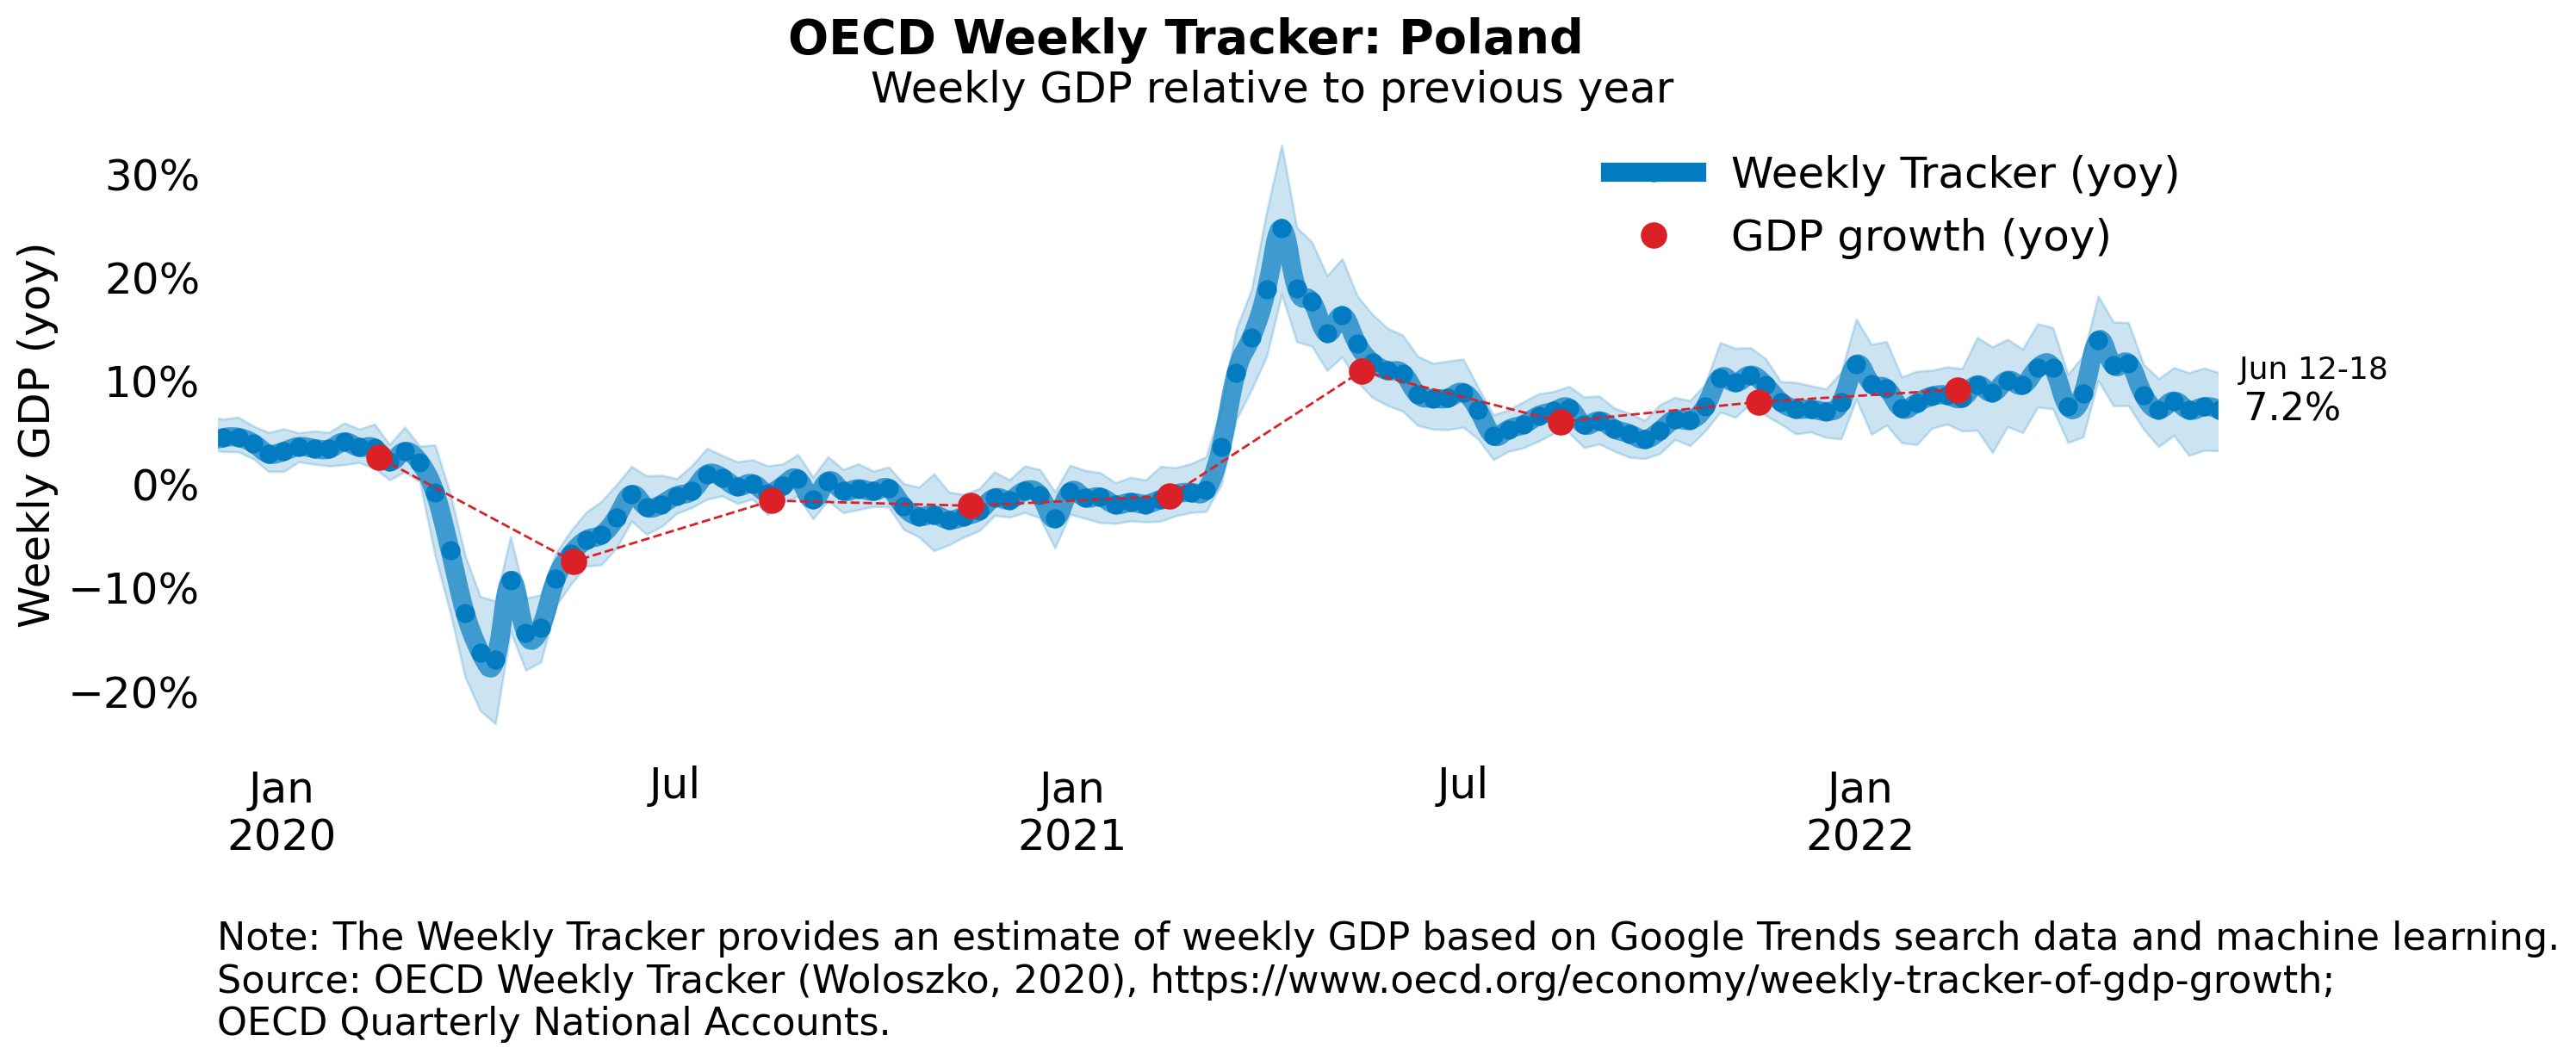 OECD Weekly Tracker: Poland
Weekly GDP relative to previous year
Weekly GDP (yoy)
30%
20%
10%
0%
−10%
−20%
Weekly Tracker (yoy)
GDP growth (yoy)
Jun 12-18
7.2%
Jan
2020
Jul
Jan
2021
Jul
Jan
2022
Note: The Weekly Tracker provides an estimate of weekly GDP based on Google Trends search data and machine learning.
Source: OECD Weekly Tracker (Woloszko, 2020), https://www.oecd.org/economy/weekly-tracker-of-gdp-growth;
OECD Quarterly National Accounts.